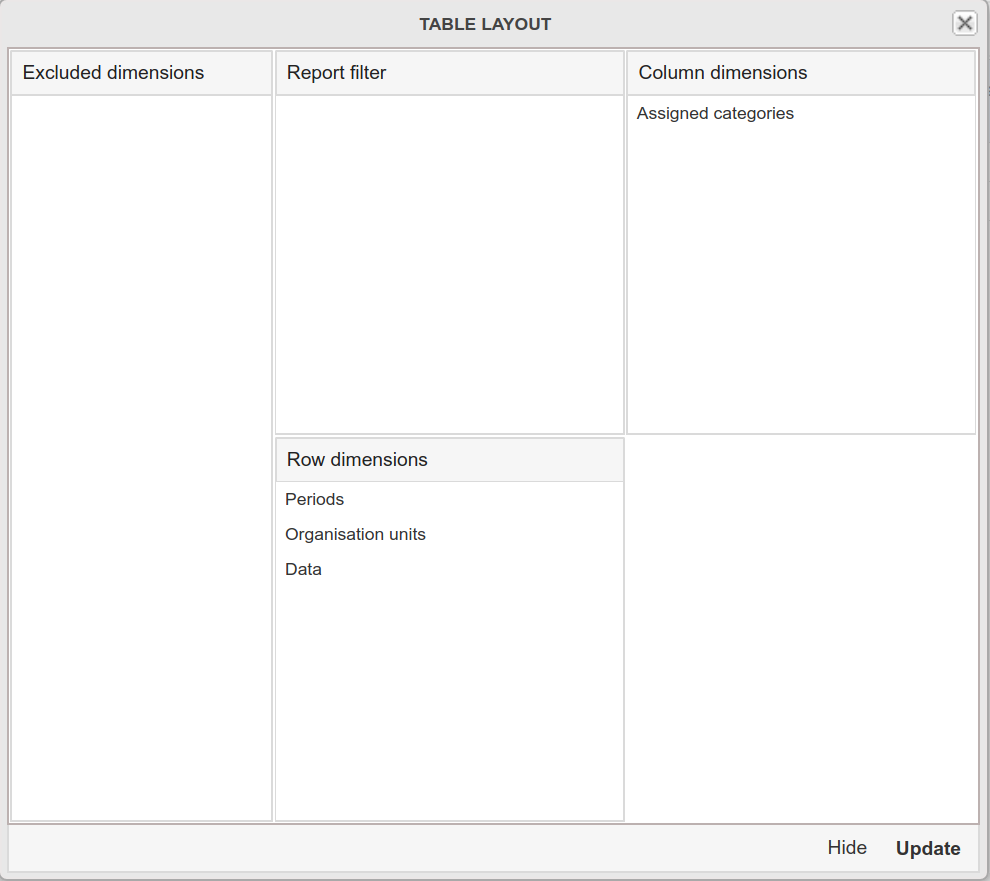 TABLE LAYOUT
Excluded dimensions
Report filter
Column dimensions
Assigned categories
Row dimensions
Periods
Organisation units
Data
Hide
Update